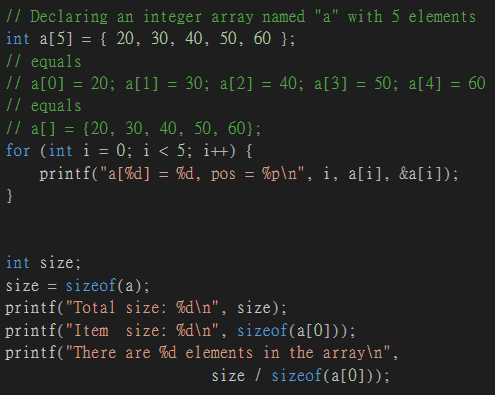 // Declaring an integer array named "a" with 5 elements
int a[5] = { 20, 30, 40, 50, 60 };
// equals
// a[0] = 20; a[1] = 30; a[2] = 40; a[3] = 50; a[4] = 60
// equals
// a[] = {20, 30, 40, 50, 60};
for (int i = 0; i < 5; i++) {
    printf("a[%d] = %d, pos = %p\n", i, a[i], &a[i]);
}
int size;
size = sizeof(a);
printf("Total size: %d\n", size);
printf("Item  size: %d\n", sizeof(a[0]));
printf("There are %d elements in the array\n",
                        size / sizeof(a[0]));